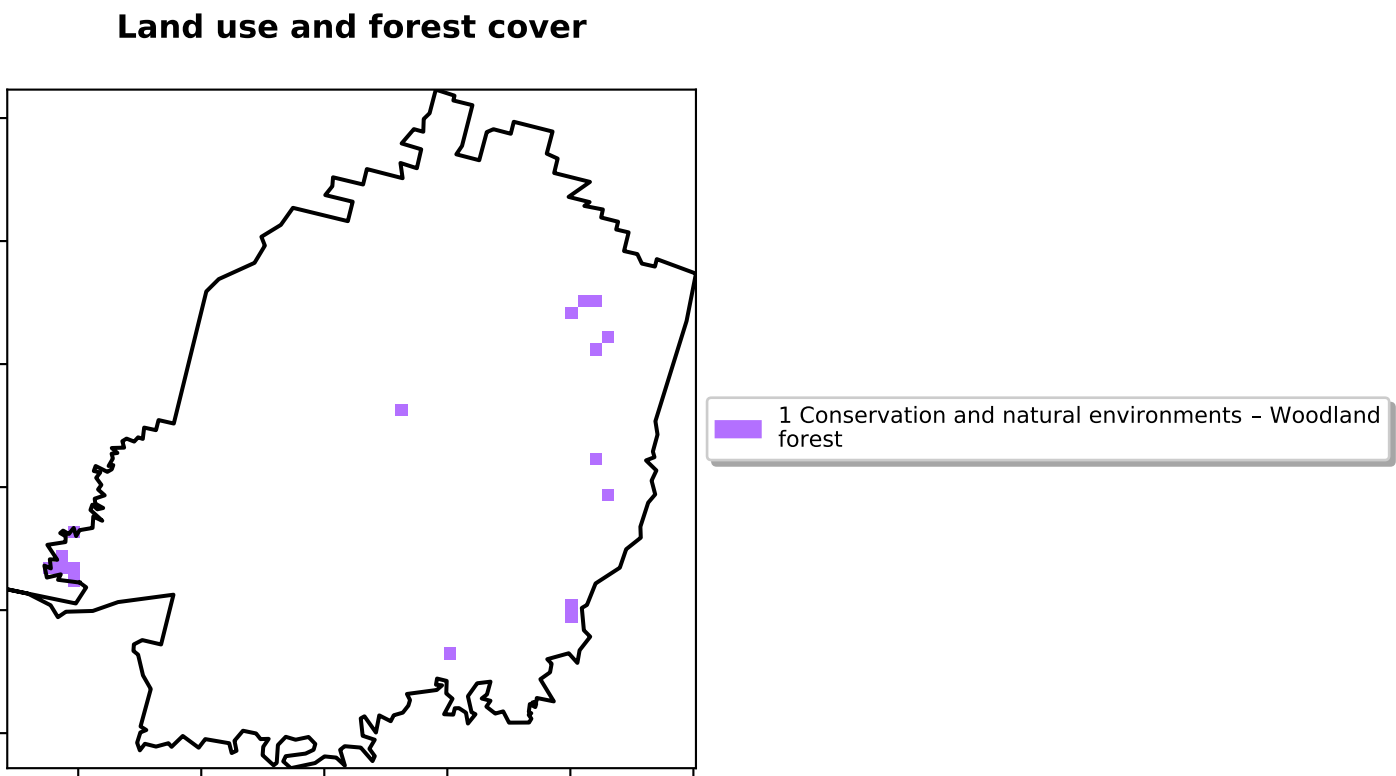 Land use and forest cover
1 Conservation and natural environments – Woodland
forest